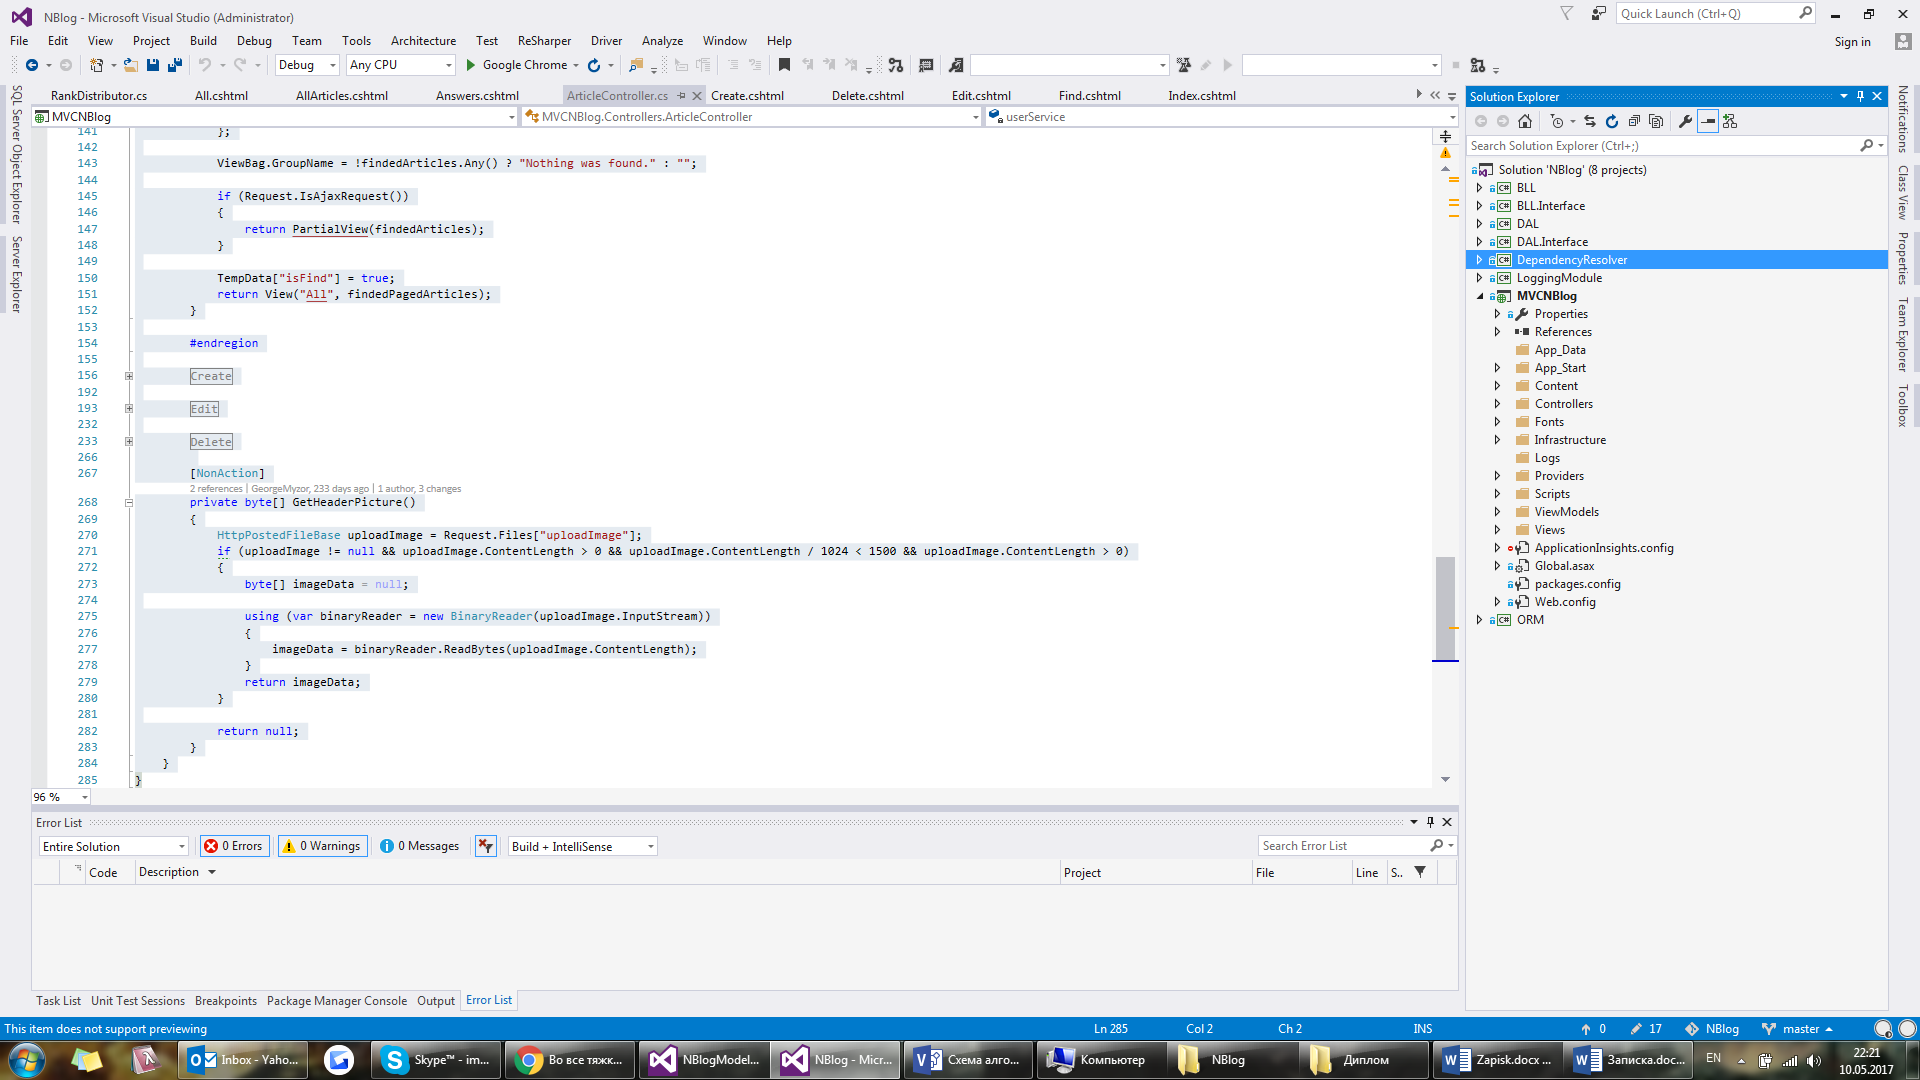 NBlog - Microsoft Visual Studio (Administrator)
Quick Launch (Ctrl+Q)
File Edit View Project Build Debug Team Tools Architecture Test ReSharper Driver Analyze Window Help
Sign in
Debug Any CPU Google Chrome
RankDistributor.cs All.cshtml AllArticles.cshtml Answers.cshtml ArticleController.cs Create.cshtml Delete.cshtml Edit.cshtml Find.cshtml Index.cshtml
MVCNBlog MVCNBlog.Controllers.ArticleController userService
SQL Server Object Explorer
Server Explorer
141 };
142
143 ViewBag.GroupName = !findedArticles.Any() ? "Nothing was found." : "";
144
145 if (Request.IsAjaxRequest())
146 {
147 return PartialView(findedArticles);
148 }
149
150 TempData["isFind"] = true;
151 return View("All", findedPagedArticles);
152 }
153
154 #endregion
155
156 Create
192
193 Edit
232
233 Delete
266
267 [NonAction]
2 references | GeorgeMyzor, 233 days ago | 1 author, 3 changes
268 private byte[] GetHeaderPicture()
269 {
270 HttpPostedFileBase uploadImage = Request.Files["uploadImage"];
271 if (uploadImage != null && uploadImage.ContentLength > 0 && uploadImage.ContentLength / 1024 < 1500 && uploadImage.ContentLength > 0)
272 {
273 byte[] imageData = null;
274
275 using (var binaryReader = new BinaryReader(uploadImage.InputStream))
276 {
277 imageData = binaryReader.ReadBytes(uploadImage.ContentLength);
278 }
279 return imageData;
280 }
281
282 return null;
283 }
284 }
285 }
96 %
Solution Explorer
Search Solution Explorer (Ctrl+;)
Solution 'NBlog' (8 projects)
BLL
BLL.Interface
DAL
DAL.Interface
DependencyResolver
LoggingModule
MVCNBlog
Properties
References
App_Data
App_Start
Content
Controllers
Fonts
Infrastructure
Logs
Providers
Scripts
ViewModels
Views
ApplicationInsights.config
Global.asax
packages.config
Web.config
ORM
Notifications
Class View
Properties
Team Explorer
Toolbox
Error List
Entire Solution 0 Errors 0 Warnings 0 Messages Build + IntelliSense Search Error List
Code Description Project File Line S..
Task List Unit Test Sessions Breakpoints Package Manager Console Output Error List
This item does not support previewing Ln 285 Col 2 Ch 2 INS 0 17 NBlog master
Inbox - Yaho... Skype™ - im... Во все тяжк... NBlogModel... NBlog - Micr... Схема алго... Компьютер NBlog Диплом Zapisk.docx ... Записка.doc... EN 22:21
10.05.2017